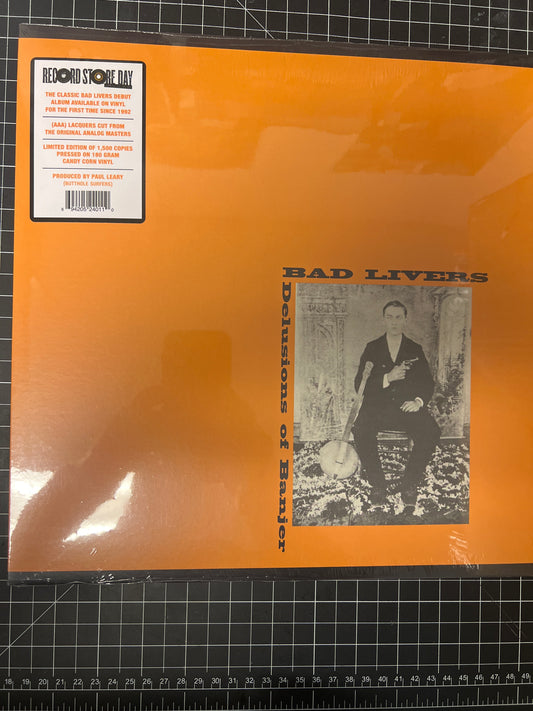 RECORD STORE DAY
THE CLASSIC BAD LIVERS DEBUT
ALBUM AVAILABLE ON VINYL
FOR THE FIRST TIME SINCE 1992
(AAA) LACQUERS CUT FROM
THE ORIGINAL ANALOG MASTERS
LIMITED EDITION OF 1,500 COPIES
PRESSED ON 180 GRAM
CANDY CORN VINYL
PRODUCED BY PAUL LEARY
(BUTTHOLE SURFERS)
8 94206 24011 0
BAD LIVERS
Delusions of Banjer
18 19 20 21 22 23 24 25 26 27 28 29 30 31 32 33 34 35 36 37 38 39 40 41 42 43 44 45 46 47 48 49